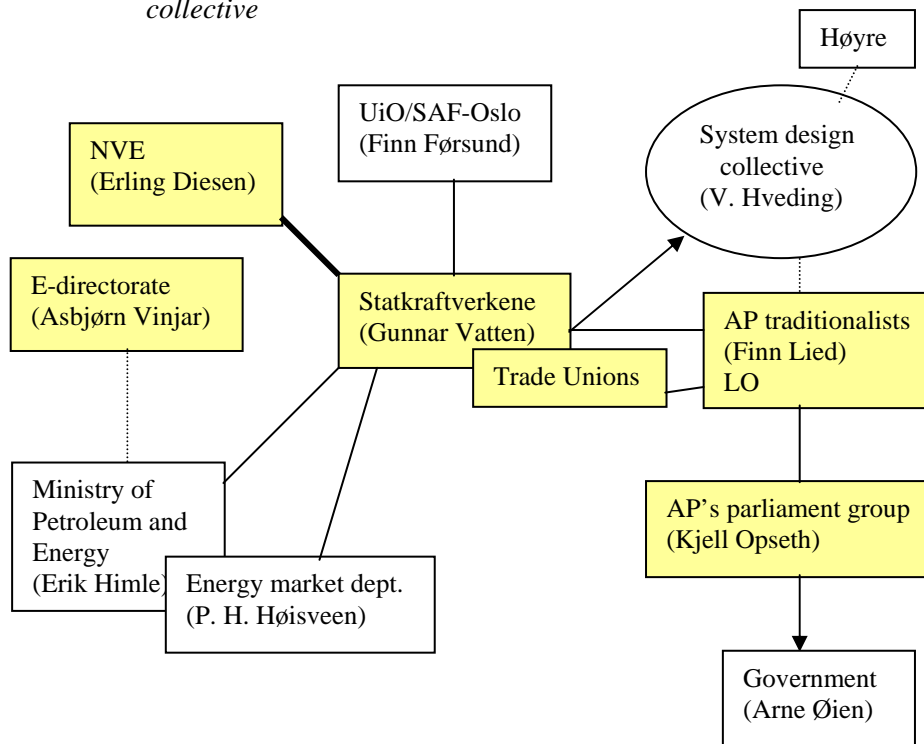 collective
Høyre
UiO/SAF-Oslo
(Finn Førsund)
System design
collective
(V. Hveding)
NVE
(Erling Diesen)
E-directorate
(Asbjørn Vinjar)
Statkraftverkene
(Gunnar Vatten)
Trade Unions
AP traditionalists
(Finn Lied)
LO
Ministry of
Petroleum and
Energy
(Erik Himle)
Energy market dept.
(P. H. Høisveen)
AP's parliament group
(Kjell Opseth)
Government
(Arne Øien)